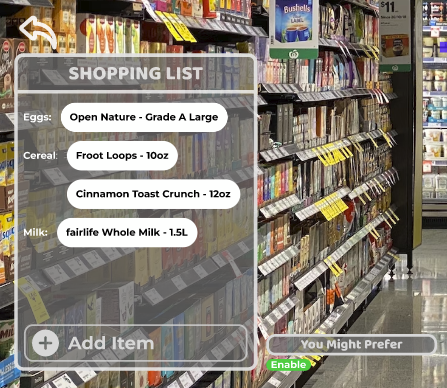 Bushells
$11
SHOPPING LIST
Eggs: Open Nature - Grade A Large
Cereal: Froot Loops - 10oz
Cinnamon Toast Crunch - 12oz
Milk: fairlife Whole Milk - 1.5L
Add Item
You Might Prefer
Enable